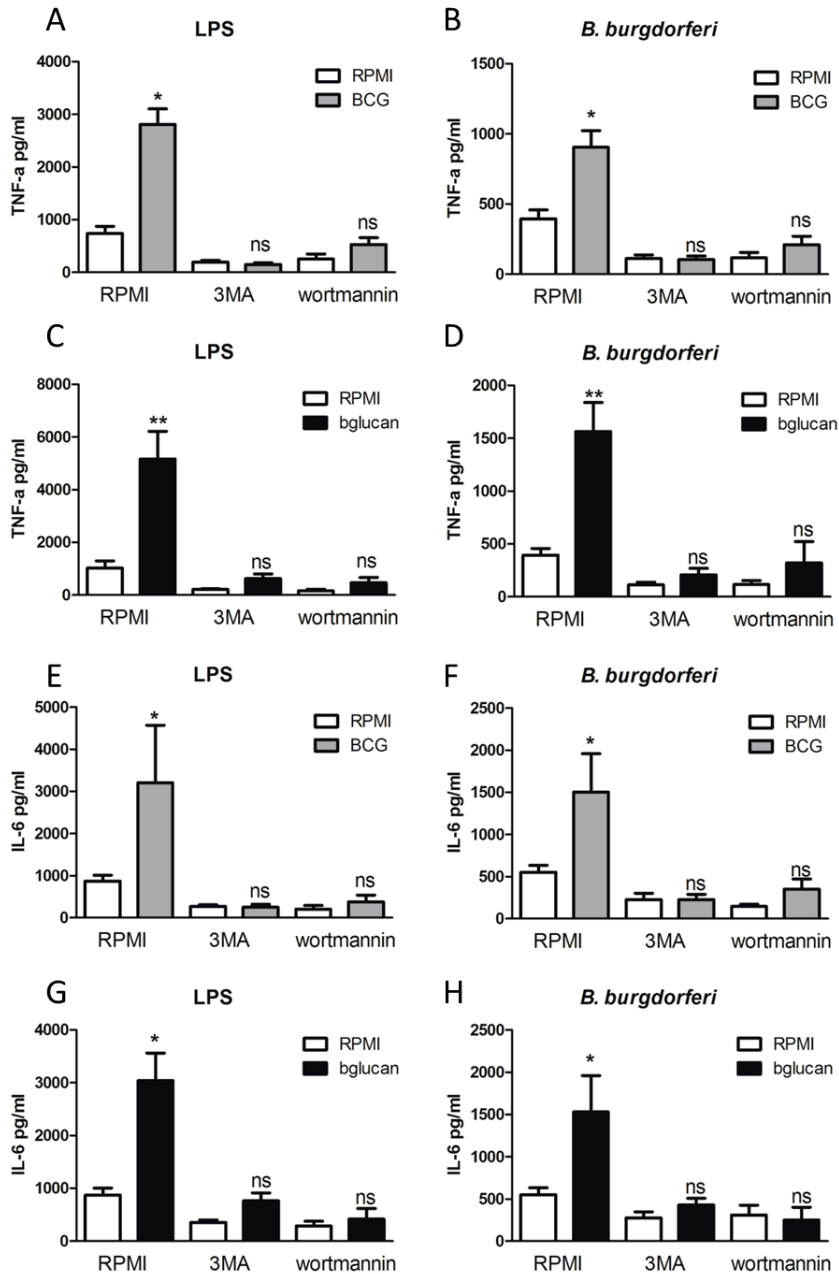 A
LPS
TNF-a pg/ml
4000
3000
2000
1000
0
RPMI
BCG
*
ns
ns
RPMI 3MA wortmannin
B
B. burgdorferi
TNF-a pg/ml
1500
1000
500
0
RPMI
BCG
*
ns
ns
RPMI 3MA wortmannin
C
LPS
TNF-a pg/ml
8000
6000
4000
2000
0
RPMI
bglucan
**
ns
ns
RPMI 3MA wortmannin
D
B. burgdorferi
TNF-a pg/ml
2000
1500
1000
500
0
RPMI
bglucan
**
ns
ns
RPMI 3MA wortmannin
E
LPS
IL-6 pg/ml
5000
4000
3000
2000
1000
0
RPMI
BCG
*
ns
ns
RPMI 3MA wortmannin
F
B. burgdorferi
IL-6 pg/ml
2500
2000
1500
1000
500
0
RPMI
BCG
*
ns
ns
RPMI 3MA wortmannin
G
LPS
IL-6 pg/ml
4000
3000
2000
1000
0
RPMI
bglucan
*
ns
ns
RPMI 3MA wortmannin
H
B. burgdorferi
IL-6 pg/ml
2500
2000
1500
1000
500
0
RPMI
bglucan
*
ns
ns
RPMI 3MA wortmannin